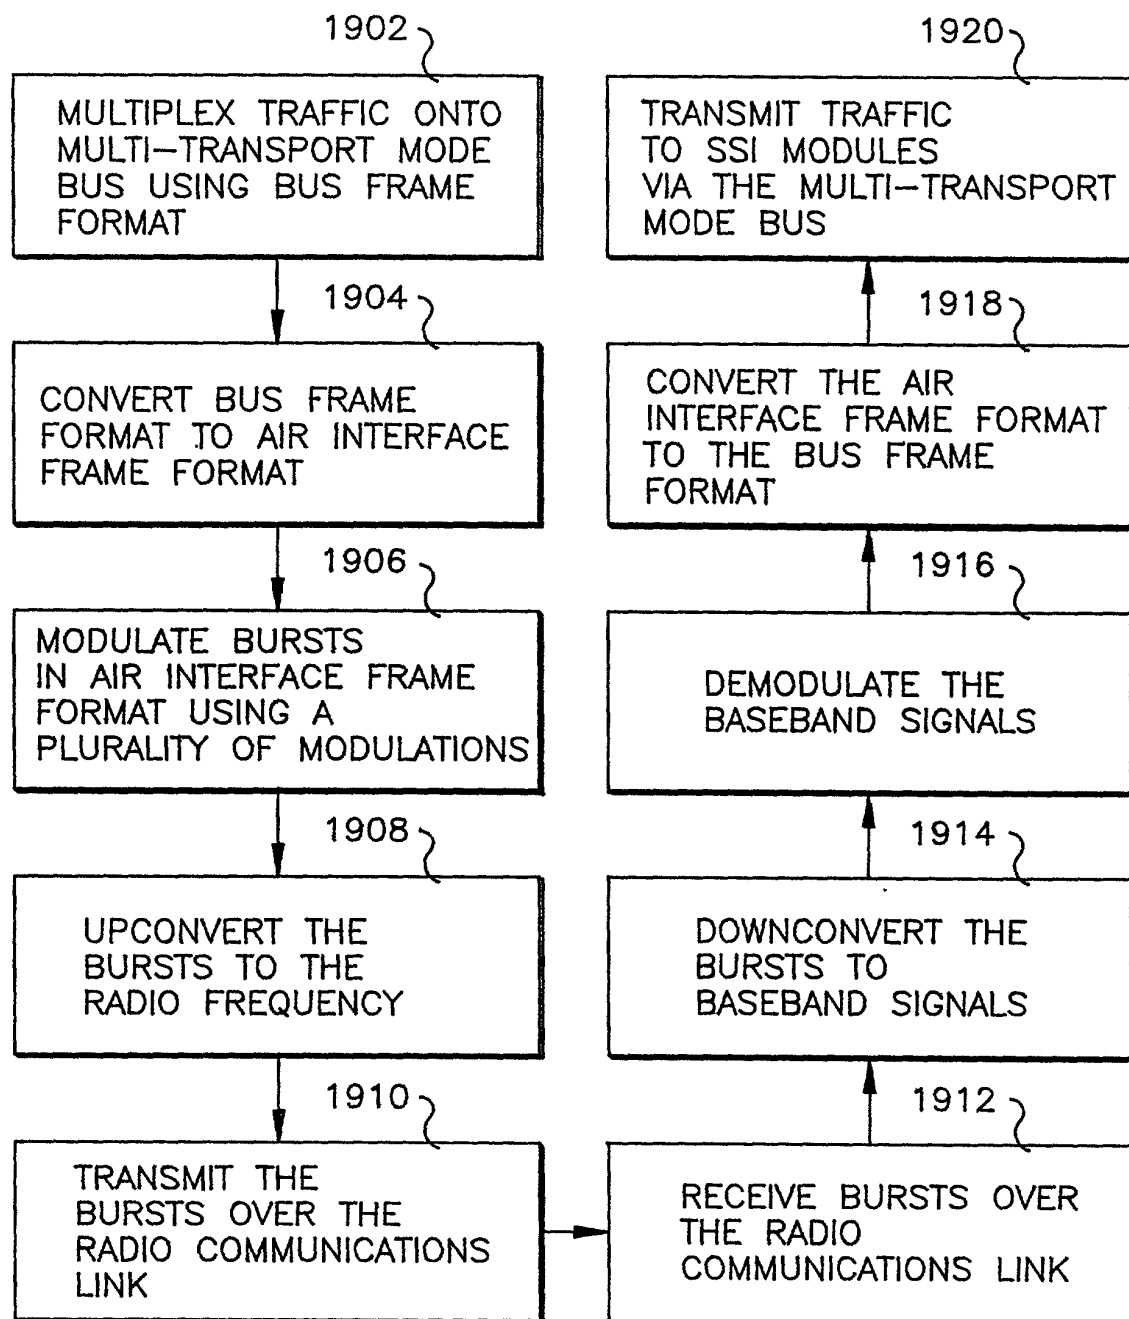 1902
MULTIPLEX TRAFFIC ONTO
MULTI-TRANSPORT MODE
BUS USING BUS FRAME
FORMAT
1904
CONVERT BUS FRAME
FORMAT TO AIR INTERFACE
FRAME FORMAT
1906
MODULATE BURSTS
IN AIR INTERFACE FRAME
FORMAT USING A
PLURALITY OF MODULATIONS
1908
UPCONVERT THE
BURSTS TO THE
RADIO FREQUENCY
1910
TRANSMIT THE
BURSTS OVER THE
RADIO COMMUNICATIONS
LINK
1912
RECEIVE BURSTS OVER
THE RADIO
COMMUNICATIONS LINK
1914
DOWNCONVERT THE
BURSTS TO
BASEBAND SIGNALS
1916
DEMODULATE THE
BASEBAND SIGNALS
1918
CONVERT THE AIR
INTERFACE FRAME FORMAT
TO THE BUS FRAME
FORMAT
1920
TRANSMIT TRAFFIC
TO SSI MODULES
VIA THE MULTI-TRANSPORT
MODE BUS